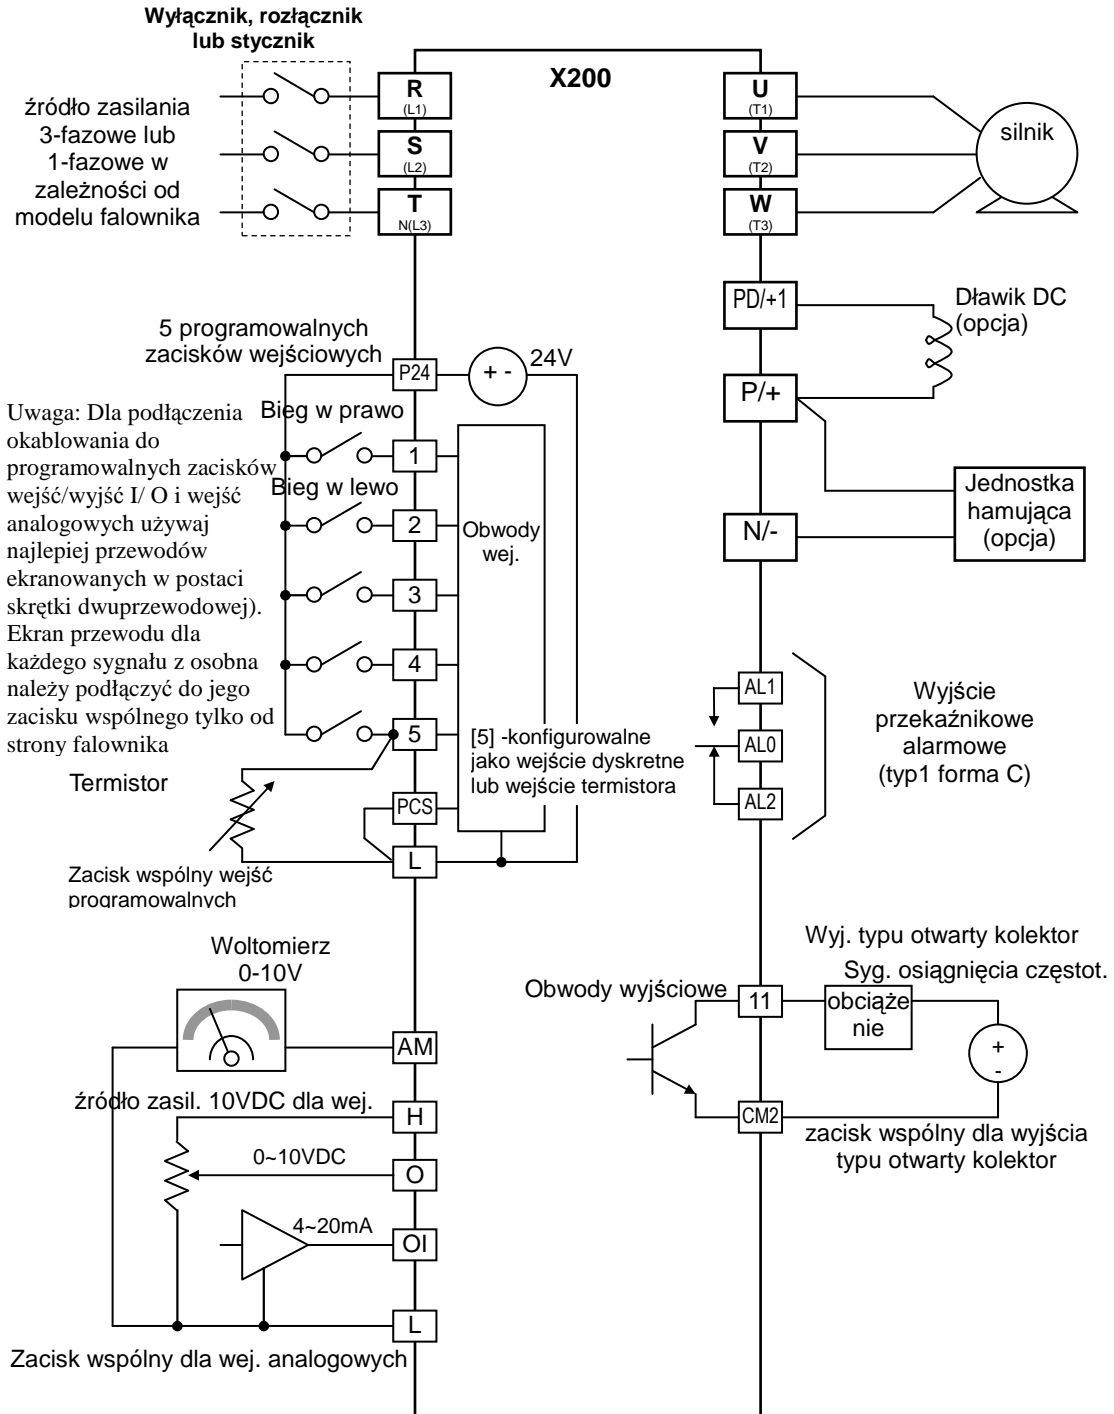 Wyłącznik, rozłącznik
lub stycznik
X200
źródło zasilania
3-fazowe lub
1-fazowe w
zależności od
modelu falownika
R
(L1)
S
(L2)
T
N(L3)
U
(T1)
V
(T2)
W
(T3)
silnik
PD/+1
Dławik DC
(opcja)
P/+
N/-
Jednostka
hamująca
(opcja)
5 programowalnych
zacisków wejściowych
P24
+ -
24V
Uwaga: Dla podłączenia
okablowania do
programowalnych zacisków
wejść/wyjść I/ O i wejść
analogowych używaj
najlepiej przewodów
ekranowanych w postaci
skrętki dwuprzewodowej).
Ekran przewodu dla
każdego sygnału z osobna
należy podłączyć do jego
zacisku wspólnego tylko od
strony falownika
Bieg w prawo
1
Bieg w lewo
2
3
4
5
Obwody
wej.
[5] -konfigurowalne
jako wejście dyskretne
lub wejście termistora
Termistor
PCS
L
Zacisk wspólny wejść
programowalnych
AL1
AL0
AL2
Wyjście
przekaźnikowe
alarmowe
(typ1 forma C)
Woltomierz
0-10V
AM
źródło zasil. 10VDC dla wej.
H
0~10VDC
O
4~20mA
OI
L
Zacisk wspólny dla wej. analogowych
Wyj. typu otwarty kolektor
Syg. osiągnięcia częstot.
Obwody wyjściowe
11
obciąże
nie
+
-
CM2
zacisk wspólny dla wyjścia
typu otwarty kolektor